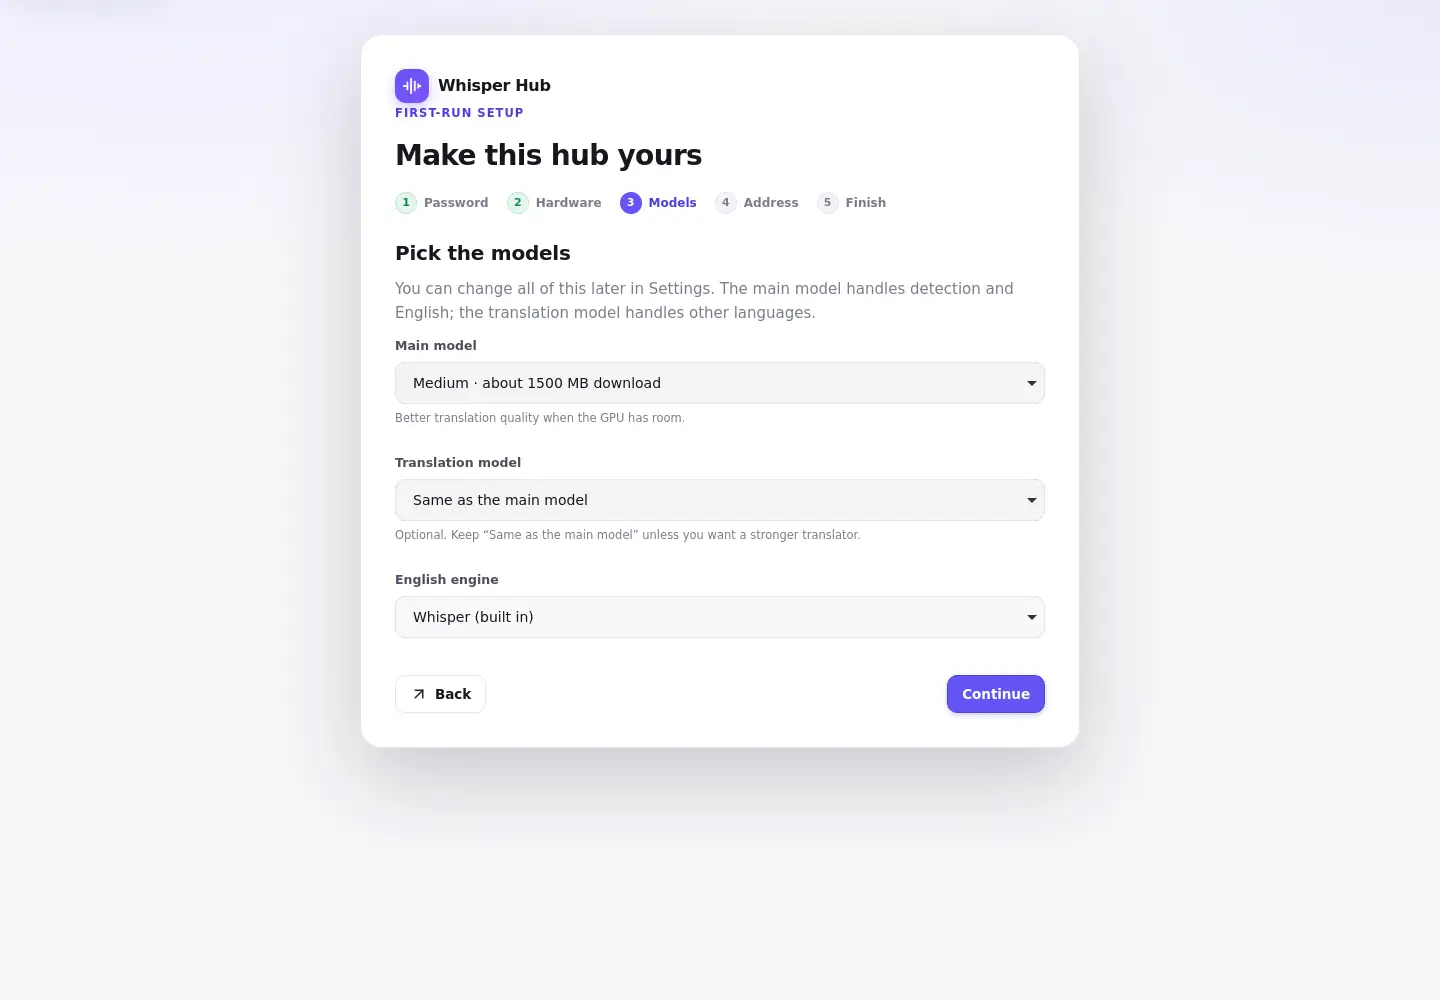 Whisper Hub
FIRST-RUN SETUP
Make this hub yours
1 Password 2 Hardware 3 Models 4 Address 5 Finish
Pick the models
You can change all of this later in Settings. The main model handles detection and
English; the translation model handles other languages.
Main model
Medium · about 1500 MB download
Better translation quality when the GPU has room.
Translation model
Same as the main model
Optional. Keep “Same as the main model” unless you want a stronger translator.
English engine
Whisper (built in)
Back Continue